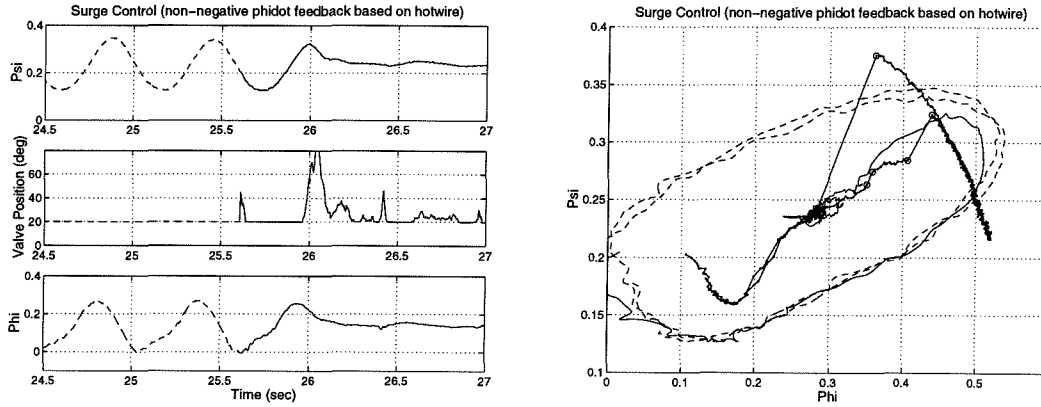 Surge Control (non−negative phidot feedback based on hotwire)
0.4
0.2
0
Psi
24.5 25 25.5 26 26.5 27
60
40
20
0
Valve Position (deg)
24.5 25 25.5 26 26.5 27
0.4
0.2
0
Phi
24.5 25 25.5 26 26.5 27
Time (sec)
Surge Control (non−negative phidot feedback based on hotwire)
0.4
0.35
0.3
0.25
0.2
0.15
0.1
Psi
0 0.1 0.2 0.3 0.4 0.5
Phi